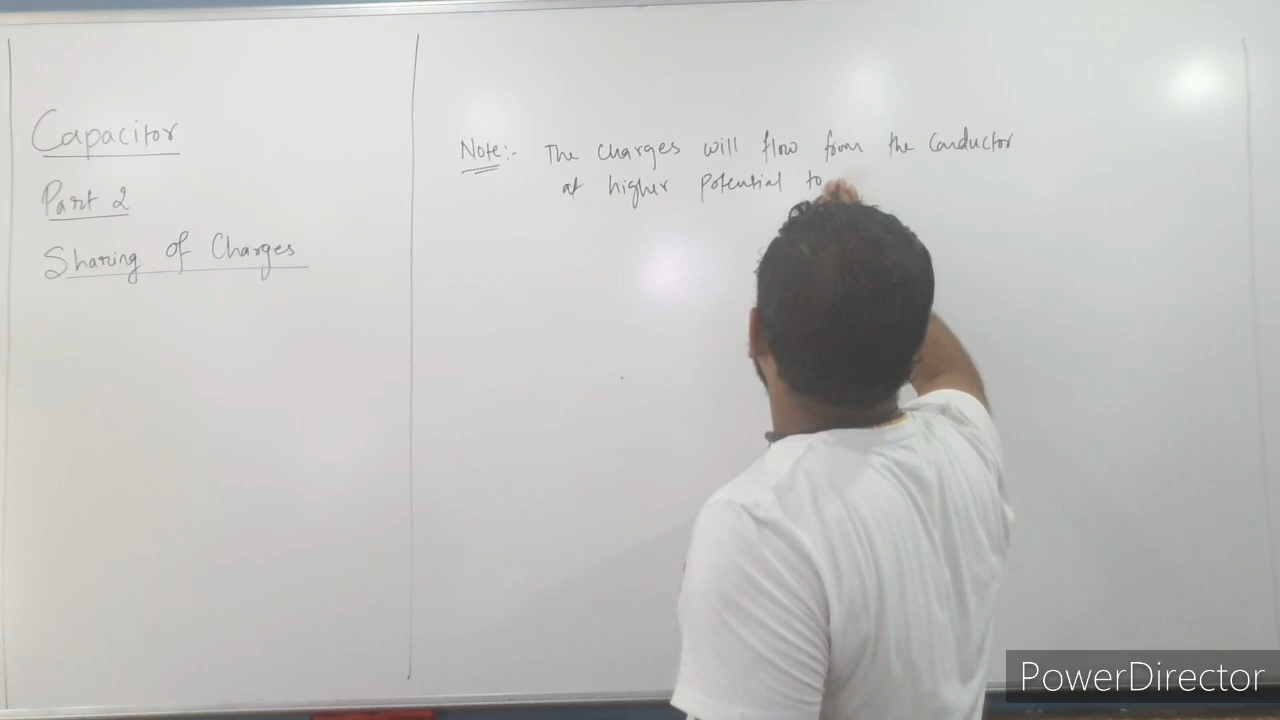 Capacitor
Part 2
Sharing of Charges
Note:- The charges will flow from the Conductor
at higher potential to
PowerDirector